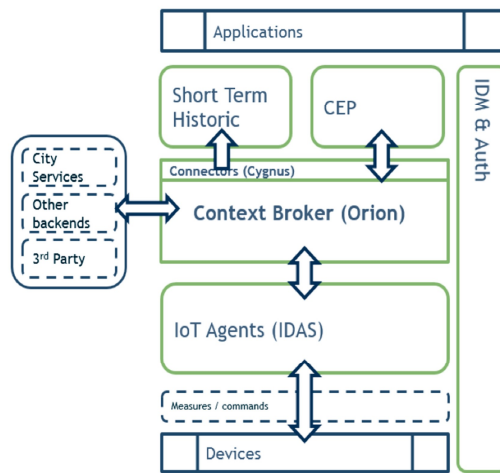 Applications
Short Term
Historic
CEP
IDM & Auth
City
Services
Other
backends
3rd Party
Connectors (Cygnus)
Context Broker (Orion)
IoT Agents (IDAS)
Measures / commands
Devices